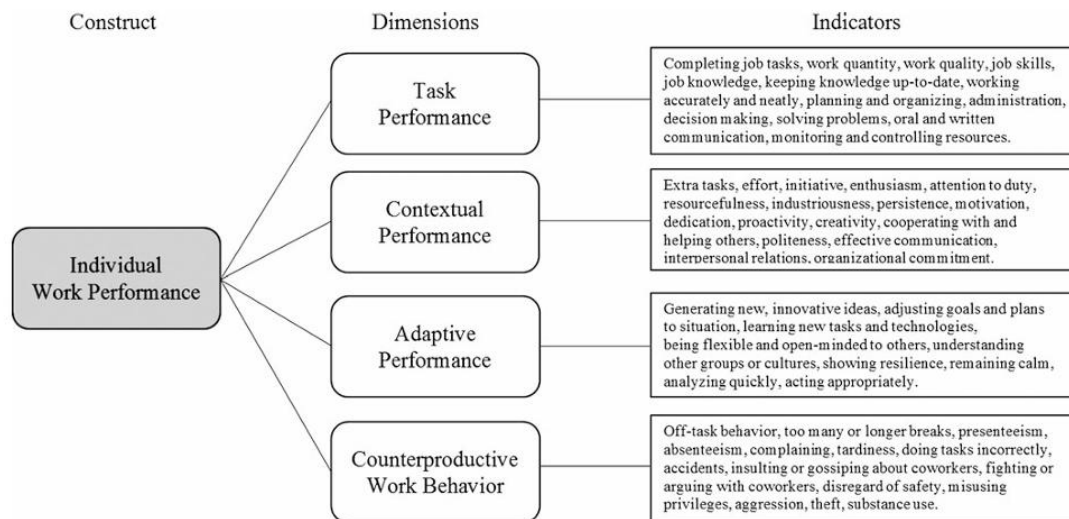 Construct
Dimensions
Indicators
Individual
Work Performance
Task
Performance
Completing job tasks, work quantity, work quality, job skills,
job knowledge, keeping knowledge up-to-date, working
accurately and neatly, planning and organizing, administration,
decision making, solving problems, oral and written
communication, monitoring and controlling resources.
Contextual
Performance
Extra tasks, effort, initiative, enthusiasm, attention to duty,
resourcefulness, industriousness, persistence, motivation,
dedication, proactivity, creativity, cooperating with and
helping others, politeness, effective communication,
interpersonal relations, organizational commitment.
Adaptive
Performance
Generating new, innovative ideas, adjusting goals and plans
to situation, learning new tasks and technologies,
being flexible and open-minded to others, understanding
other groups or cultures, showing resilience, remaining calm,
analyzing quickly, acting appropriately.
Counterproductive
Work Behavior
Off-task behavior, too many or longer breaks, presenteeism,
absenteeism, complaining, tardiness, doing tasks incorrectly,
accidents, insulting or gossiping about coworkers, fighting or
arguing with coworkers, disregard of safety, misusing
privileges, aggression, theft, substance use.